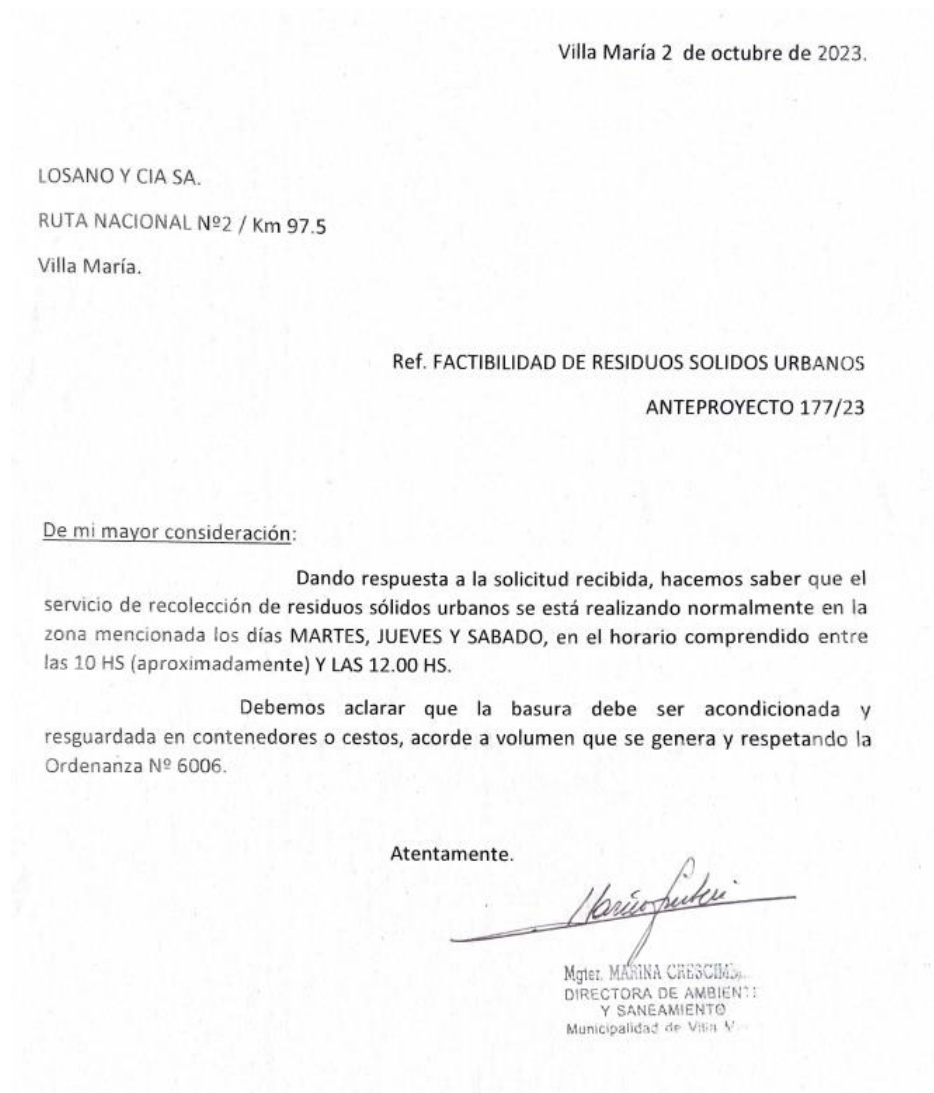 Villa María 2 de octubre de 2023.
LOSANO Y CIA SA.
RUTA NACIONAL Nº2 / Km 97.5
Villa María.
Ref. FACTIBILIDAD DE RESIDUOS SOLIDOS URBANOS
ANTEPROYECTO 177/23
De mi mayor consideración:
Dando respuesta a la solicitud recibida, hacemos saber que el
servicio de recolección de residuos sólidos urbanos se está realizando normalmente en la
zona mencionada los días MARTES, JUEVES Y SABADO, en el horario comprendido entre
las 10 HS (aproximadamente) Y LAS 12.00 HS.
Debemos aclarar que la basura debe ser acondicionada y
resguardada en contenedores o cestos, acorde a volumen que se genera y respetando la
Ordenanza Nº 6006.
Atentamente.
Mgter. MARINA
DIRECTORA DE AMBIENTE
Y SANEAMIENTO
Municipalidad de Villa